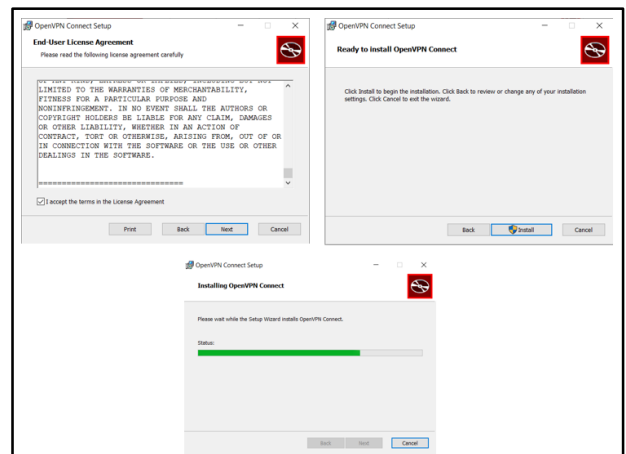 OpenVPN Connect Setup
End-User License Agreement
Please read the following license agreement carefully
LIMITED TO THE WARRANTIES OF MERCHANTABILITY,
FITNESS FOR A PARTICULAR PURPOSE AND
NONINFRINGEMENT. IN NO EVENT SHALL THE AUTHORS OR
COPYRIGHT HOLDERS BE LIABLE FOR ANY CLAIM, DAMAGES
OR OTHER LIABILITY, WHETHER IN AN ACTION OF
CONTRACT, TORT OR OTHERWISE, ARISING FROM, OUT OF OR
IN CONNECTION WITH THE SOFTWARE OR THE USE OR OTHER
DEALINGS IN THE SOFTWARE.
===============================
I accept the terms in the License Agreement
Print Back Next Cancel
OpenVPN Connect Setup
Ready to install OpenVPN Connect
Click Install to begin the installation. Click Back to review or change any of your installation
settings. Click Cancel to exit the wizard.
Back Install Cancel
OpenVPN Connect Setup
Installing OpenVPN Connect
Please wait while the Setup Wizard installs OpenVPN Connect.
Status:
Back Next Cancel